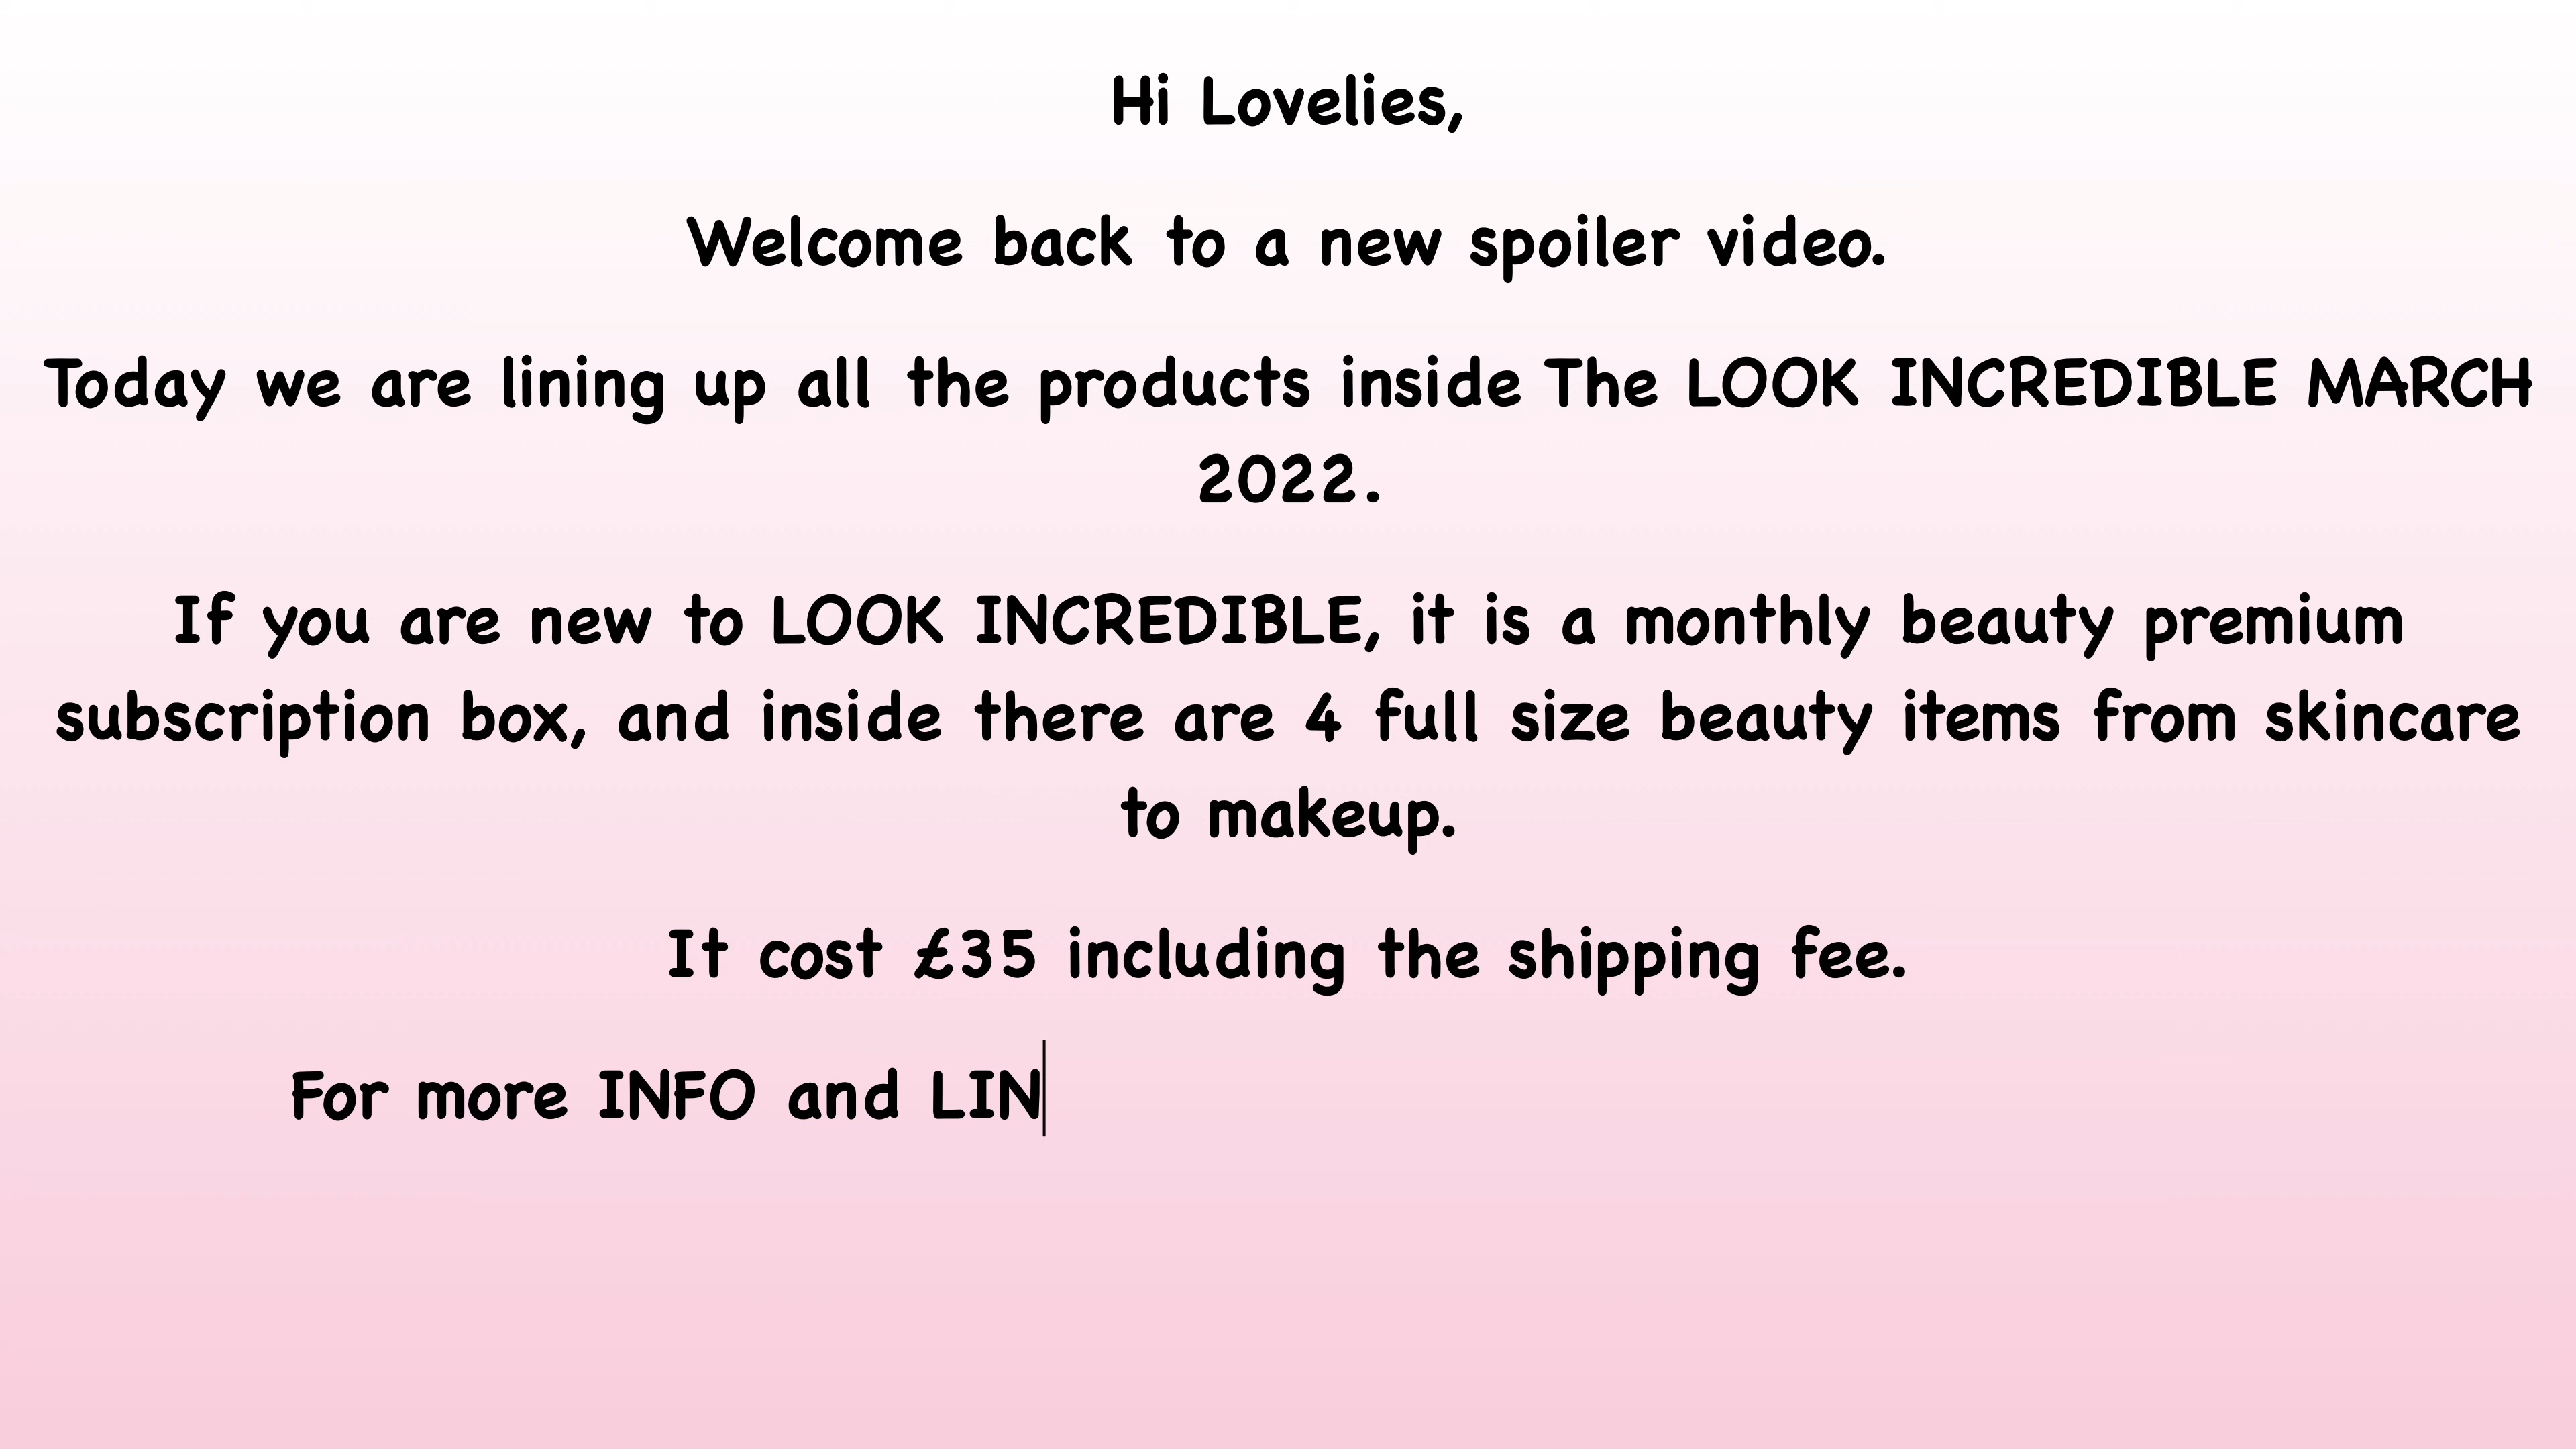 Hi Lovelies,
Welcome back to a new spoiler video.
Today we are lining up all the products inside The LOOK INCREDIBLE MARCH
2022.
If you are new to LOOK INCREDIBLE, it is a monthly beauty premium
subscription box, and inside there are 4 full size beauty items from skincare
to makeup.
It cost £35 including the shipping fee.
For more INFO and LIN